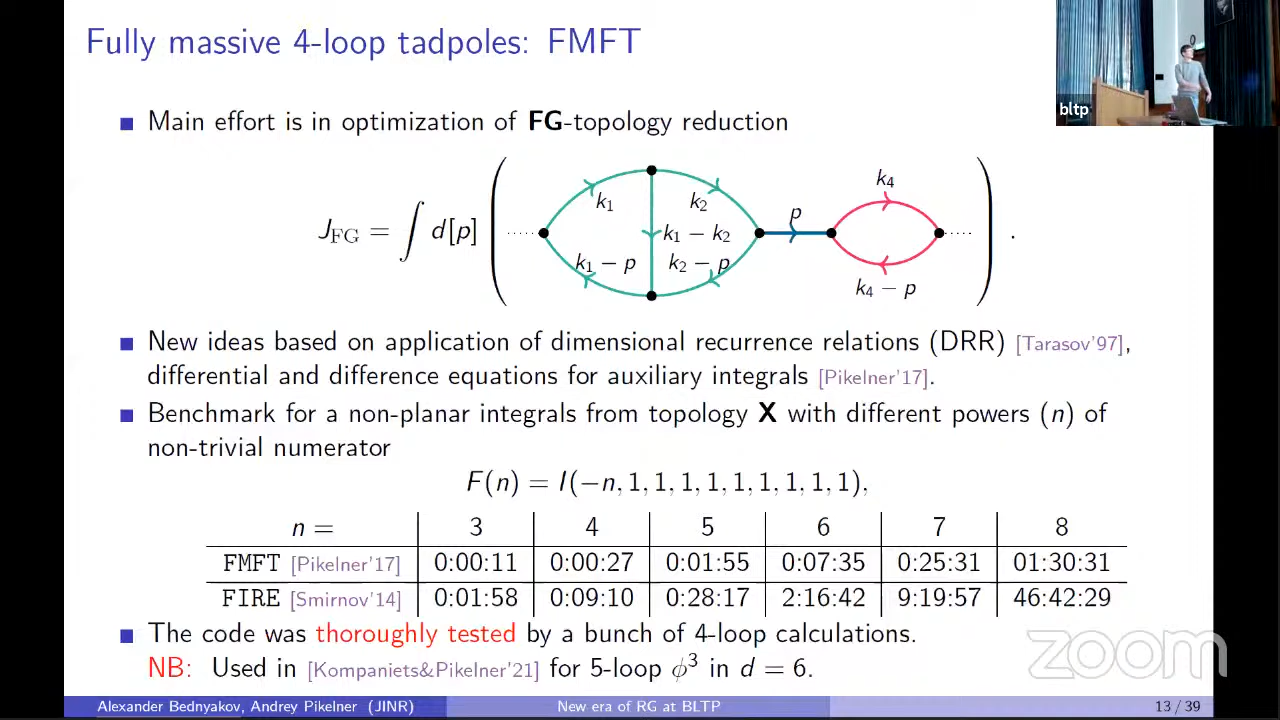 Fully massive 4-loop tadpoles: FMFT
bltp
Main effort is in optimization of FG-topology reduction
J_FG = ∫ d[p] ( k₁ k₂ k₁ − k₂ k₁ − p k₂ − p p k₄ k₄ − p ) .
New ideas based on application of dimensional recurrence relations (DRR) [Tarasov'97],
differential and difference equations for auxiliary integrals [Pikelner'17].
Benchmark for a non-planar integrals from topology X with different powers (n) of
non-trivial numerator
F(n) = I(−n, 1, 1, 1, 1, 1, 1, 1, 1, 1),
n = 3 4 5 6 7 8
FMFT [Pikelner'17] 0:00:11 0:00:27 0:01:55 0:07:35 0:25:31 01:30:31
FIRE [Smirnov'14] 0:01:58 0:09:10 0:28:17 2:16:42 9:19:57 46:42:29
The code was thoroughly tested by a bunch of 4-loop calculations.
NB: Used in [Kompaniets&Pikelner'21] for 5-loop ϕ³ in d = 6.
zoom
Alexander Bednyakov, Andrey Pikelner (JINR) New era of RG at BLTP 13 / 39